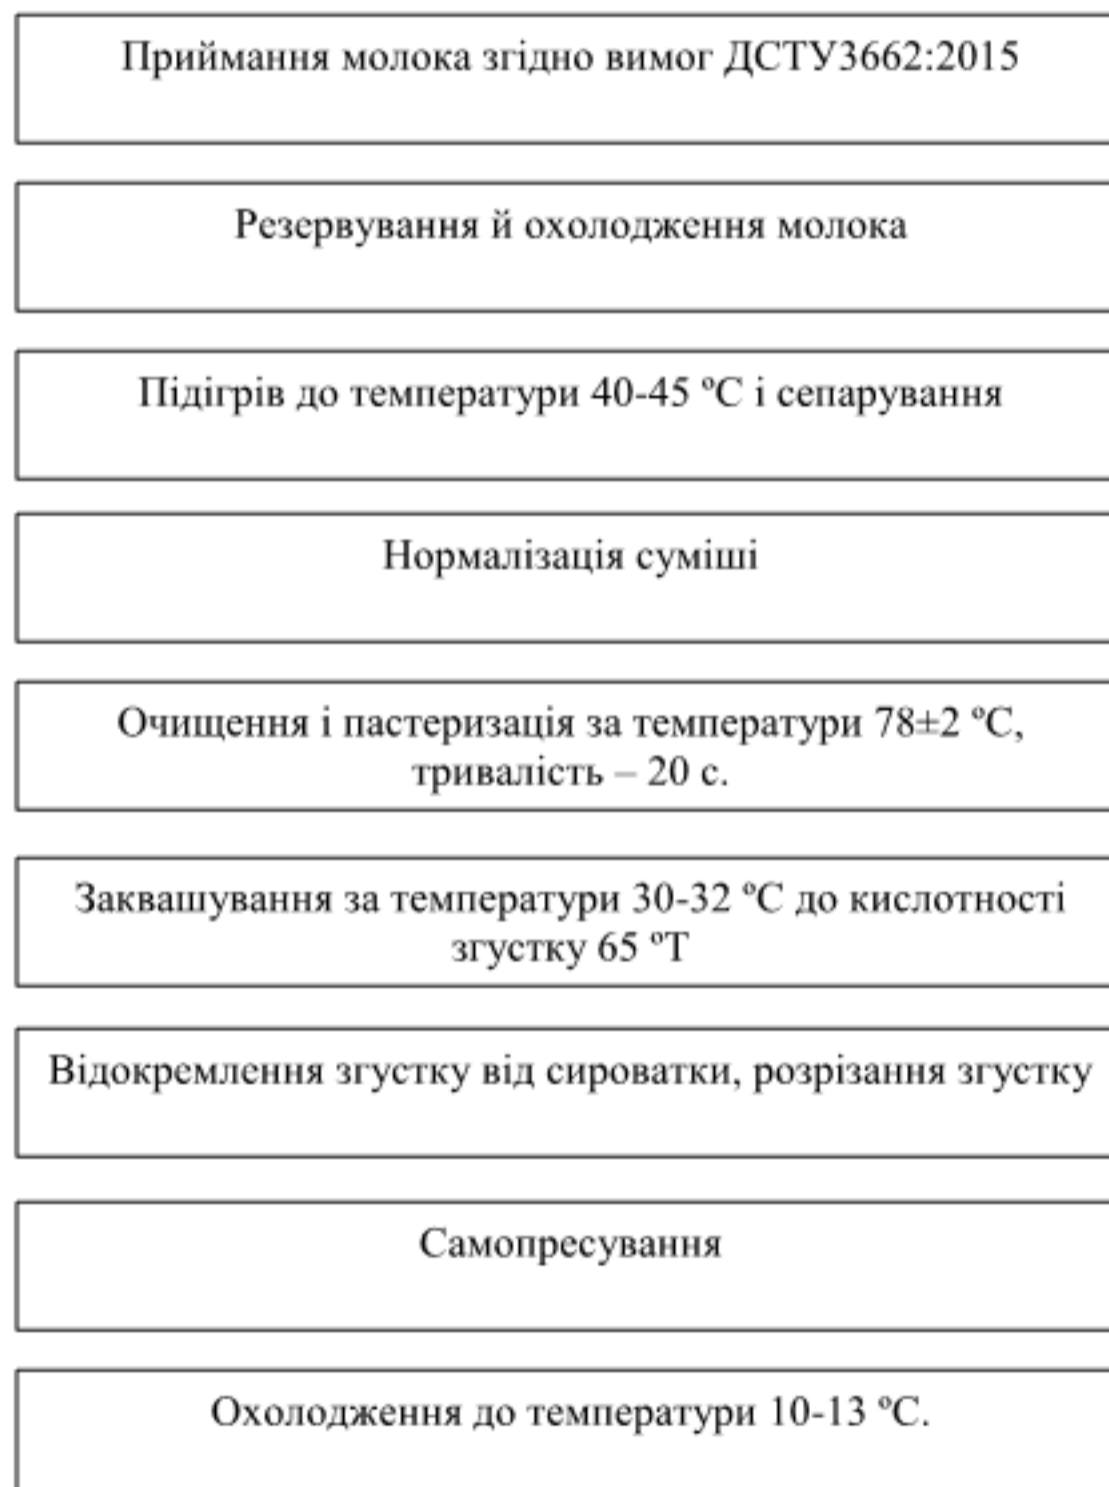 Приймання молока згідно вимог ДСТУ3662:2015
Резервування й охолодження молока
Підігрів до температури 40-45 ºС і сепарування
Нормалізація суміші
Очищення і пастеризація за температури 78±2 ºС,
тривалість – 20 с.
Заквашування за температури 30-32 ºС до кислотності
згустку 65 ºТ
Відокремлення згустку від сироватки, розрізання згустку
Самопресування
Охолодження до температури 10-13 ºС.